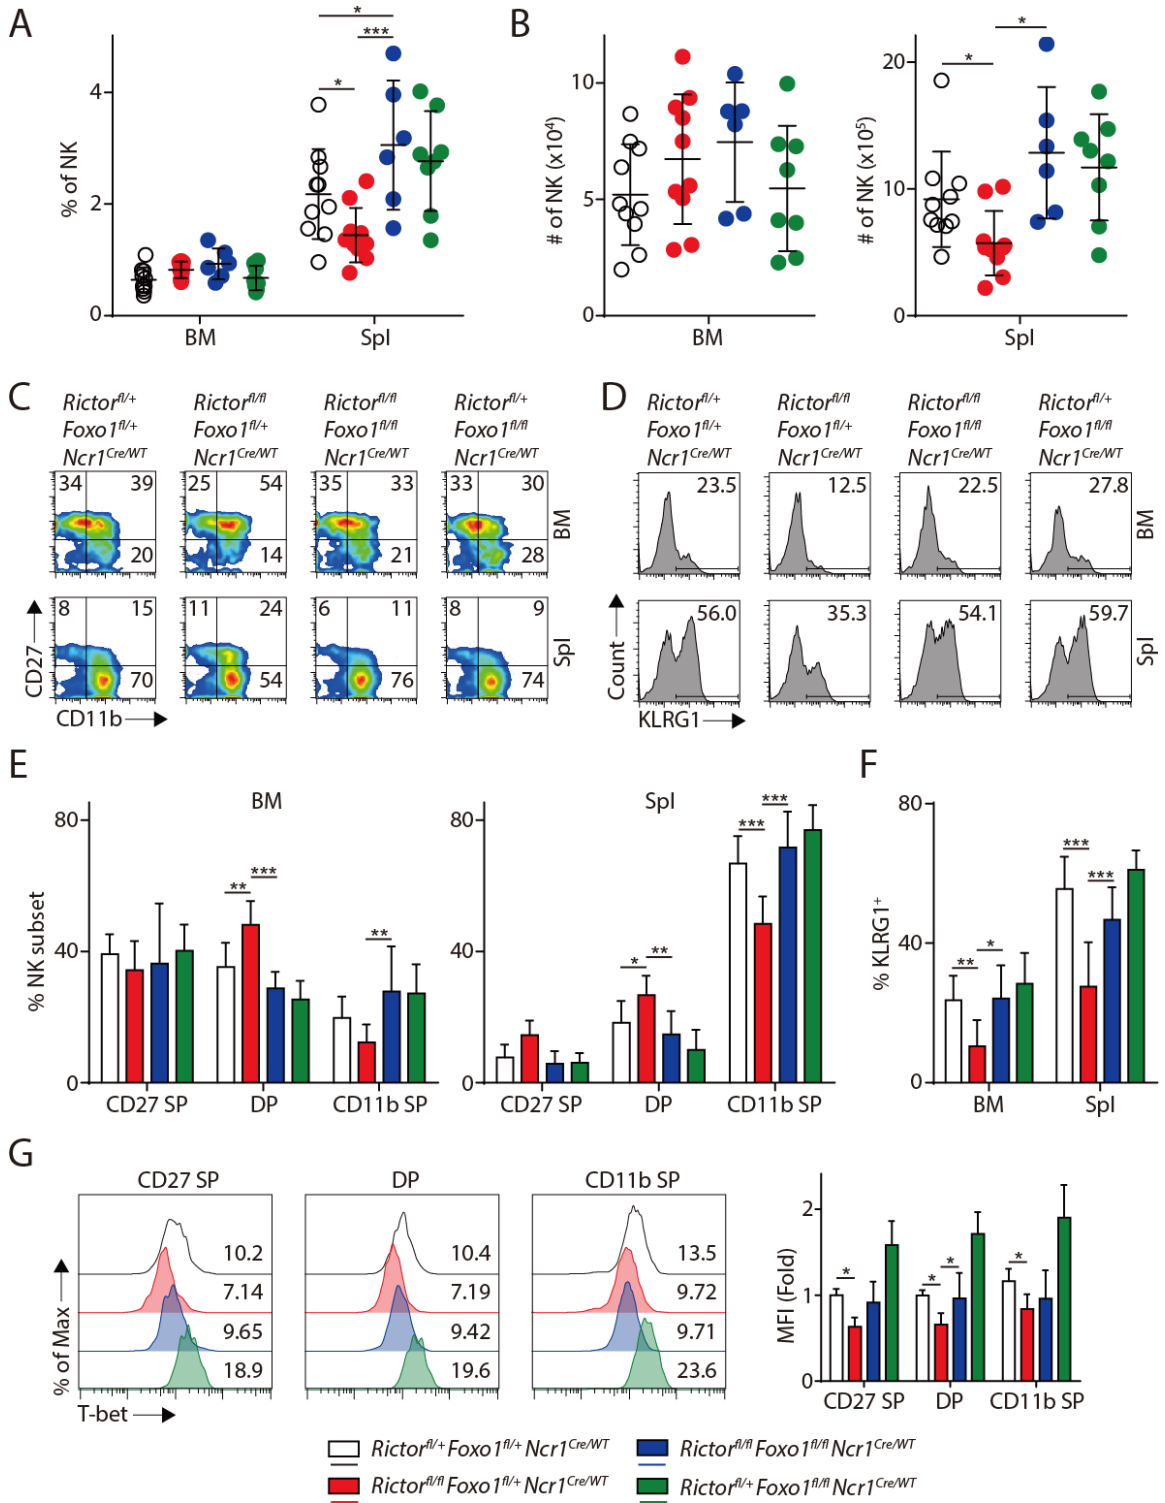 A
B
*
***
*
4
2
0
% of NK
BM
Spl
10
5
0
# of NK (x10⁴)
BM
*
*
20
10
0
# of NK (x10⁵)
Spl
C
Rictorfl/+
Foxo1fl/+
Ncr1Cre/WT
Rictorfl/fl
Foxo1fl/+
Ncr1Cre/WT
Rictorfl/fl
Foxo1fl/fl
Ncr1Cre/WT
Rictorfl/+
Foxo1fl/fl
Ncr1Cre/WT
34 39
20
25 54
14
35 33
21
33 30
28
BM
8 15
70
11 24
54
6 11
76
8 9
74
Spl
CD27
CD11b
D
Rictorfl/+
Foxo1fl/+
Ncr1Cre/WT
Rictorfl/fl
Foxo1fl/+
Ncr1Cre/WT
Rictorfl/fl
Foxo1fl/fl
Ncr1Cre/WT
Rictorfl/+
Foxo1fl/fl
Ncr1Cre/WT
23.5
12.5
22.5
27.8
BM
56.0
35.3
54.1
59.7
Spl
Count
KLRG1
E
BM
80
40
0
% NK subset
**
***
**
CD27 SP
DP
CD11b SP
Spl
80
40
0
*
**
***
***
CD27 SP
DP
CD11b SP
F
80
40
0
% KLRG1⁺
**
*
***
***
BM
Spl
G
CD27 SP
10.2
7.14
9.65
18.9
DP
10.4
7.19
9.42
19.6
CD11b SP
13.5
9.72
9.71
23.6
% of Max
T-bet
2
1
0
MFI (Fold)
*
*
*
*
CD27 SP
DP
CD11b SP
Rictorfl/+Foxo1fl/+Ncr1Cre/WT
Rictorfl/flFoxo1fl/flNcr1Cre/WT
Rictorfl/flFoxo1fl/+Ncr1Cre/WT
Rictorfl/+Foxo1fl/flNcr1Cre/WT